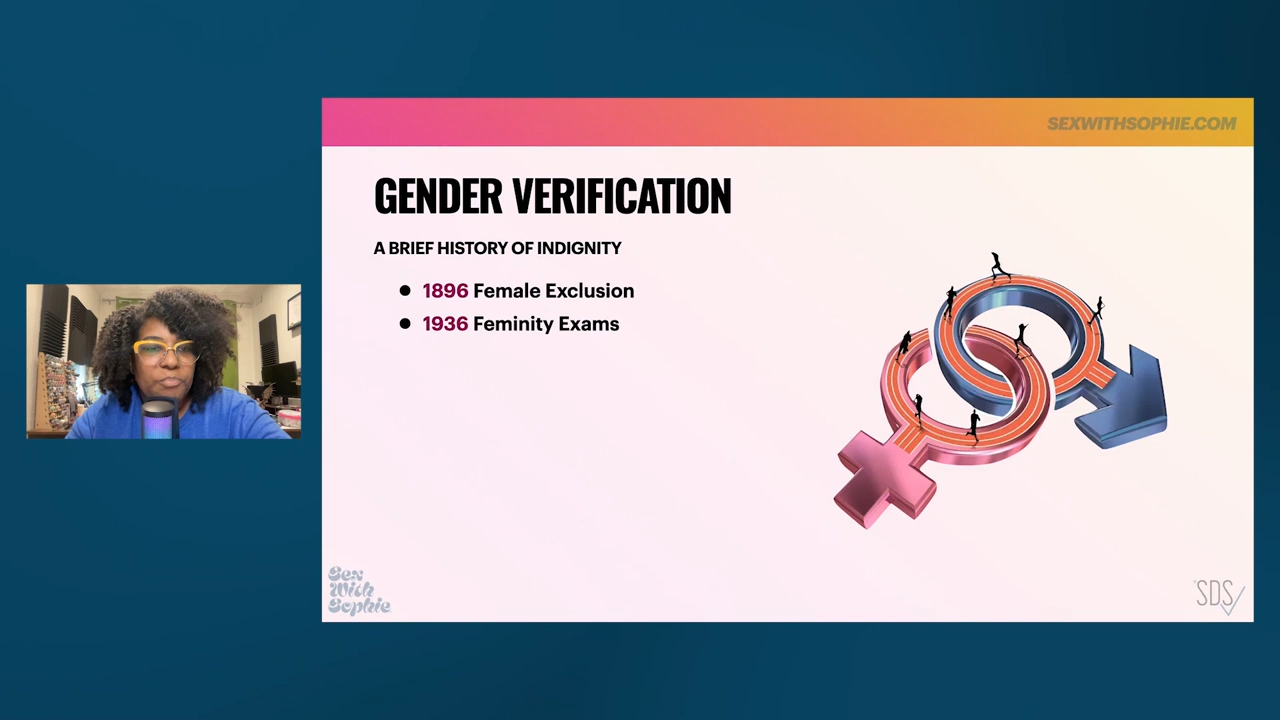 SEXWITHSOPHIE.COM
GENDER VERIFICATION
A BRIEF HISTORY OF INDIGNITY
● 1896 Female Exclusion
● 1936 Feminity Exams
Sex
With
Sophie
SDS